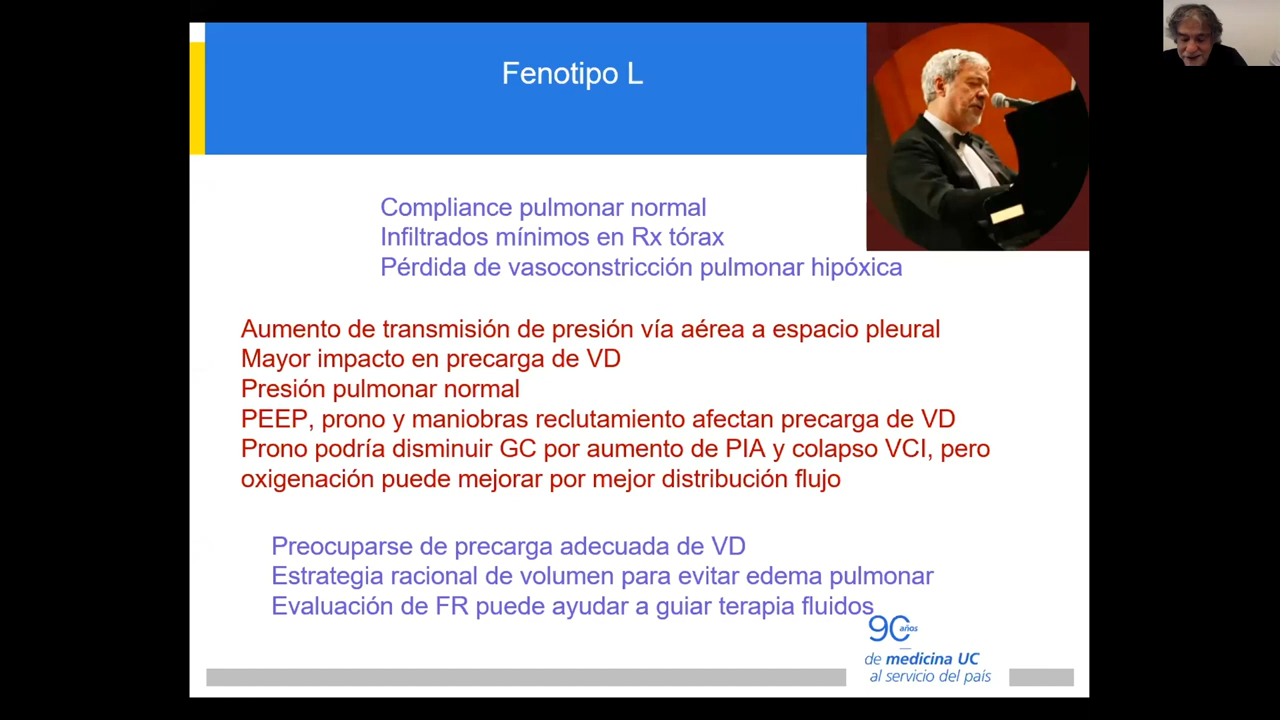 Fenotipo L
Compliance pulmonar normal
Infiltrados mínimos en Rx tórax
Pérdida de vasoconstricción pulmonar hipóxica
Aumento de transmisión de presión vía aérea a espacio pleural
Mayor impacto en precarga de VD
Presión pulmonar normal
PEEP, prono y maniobras reclutamiento afectan precarga de VD
Prono podría disminuir GC por aumento de PIA y colapso VCI, pero
oxigenación puede mejorar por mejor distribución flujo
Preocuparse de precarga adecuada de VD
Estrategia racional de volumen para evitar edema pulmonar
Evaluación de FR puede ayudar a guiar terapia fluidos
90 años
de medicina UC
al servicio del país